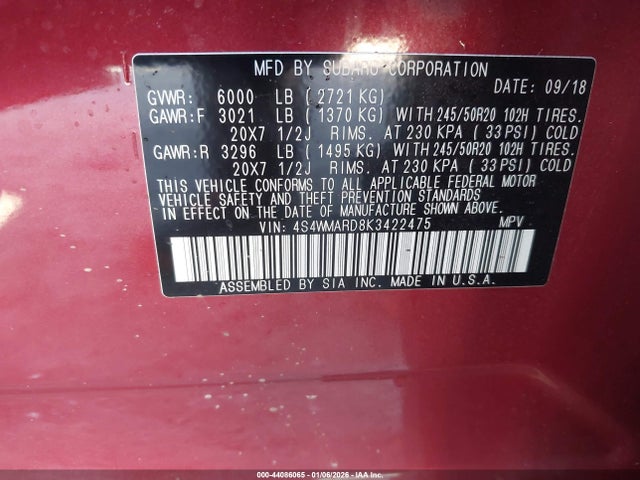 MFD BY SUBARU CORPORATION
DATE: 09/18
GVWR: 6000 LB (2721 KG)
GAWR:F 3021 LB (1370 KG) WITH 245/50R20 102H TIRES.
20X7 1/2J RIMS. AT 230 KPA (33 PSI) COLD
GAWR:R 3296 LB (1495 KG) WITH 245/50R20 102H TIRES.
20X7 1/2J RIMS. AT 230 KPA (33 PSI) COLD
THIS VEHICLE CONFORMS TO ALL APPLICABLE FEDERAL MOTOR
VEHICLE SAFETY AND THEFT PREVENTION STANDARDS
IN EFFECT ON THE DATE OF MANUFACTURE SHOWN ABOVE.
VIN: 4S4WMARD8K3422475 MPV
ASSEMBLED BY SIA INC. MADE IN U.S.A.
000-44086065 - 01/06/2026 - IAA Inc.